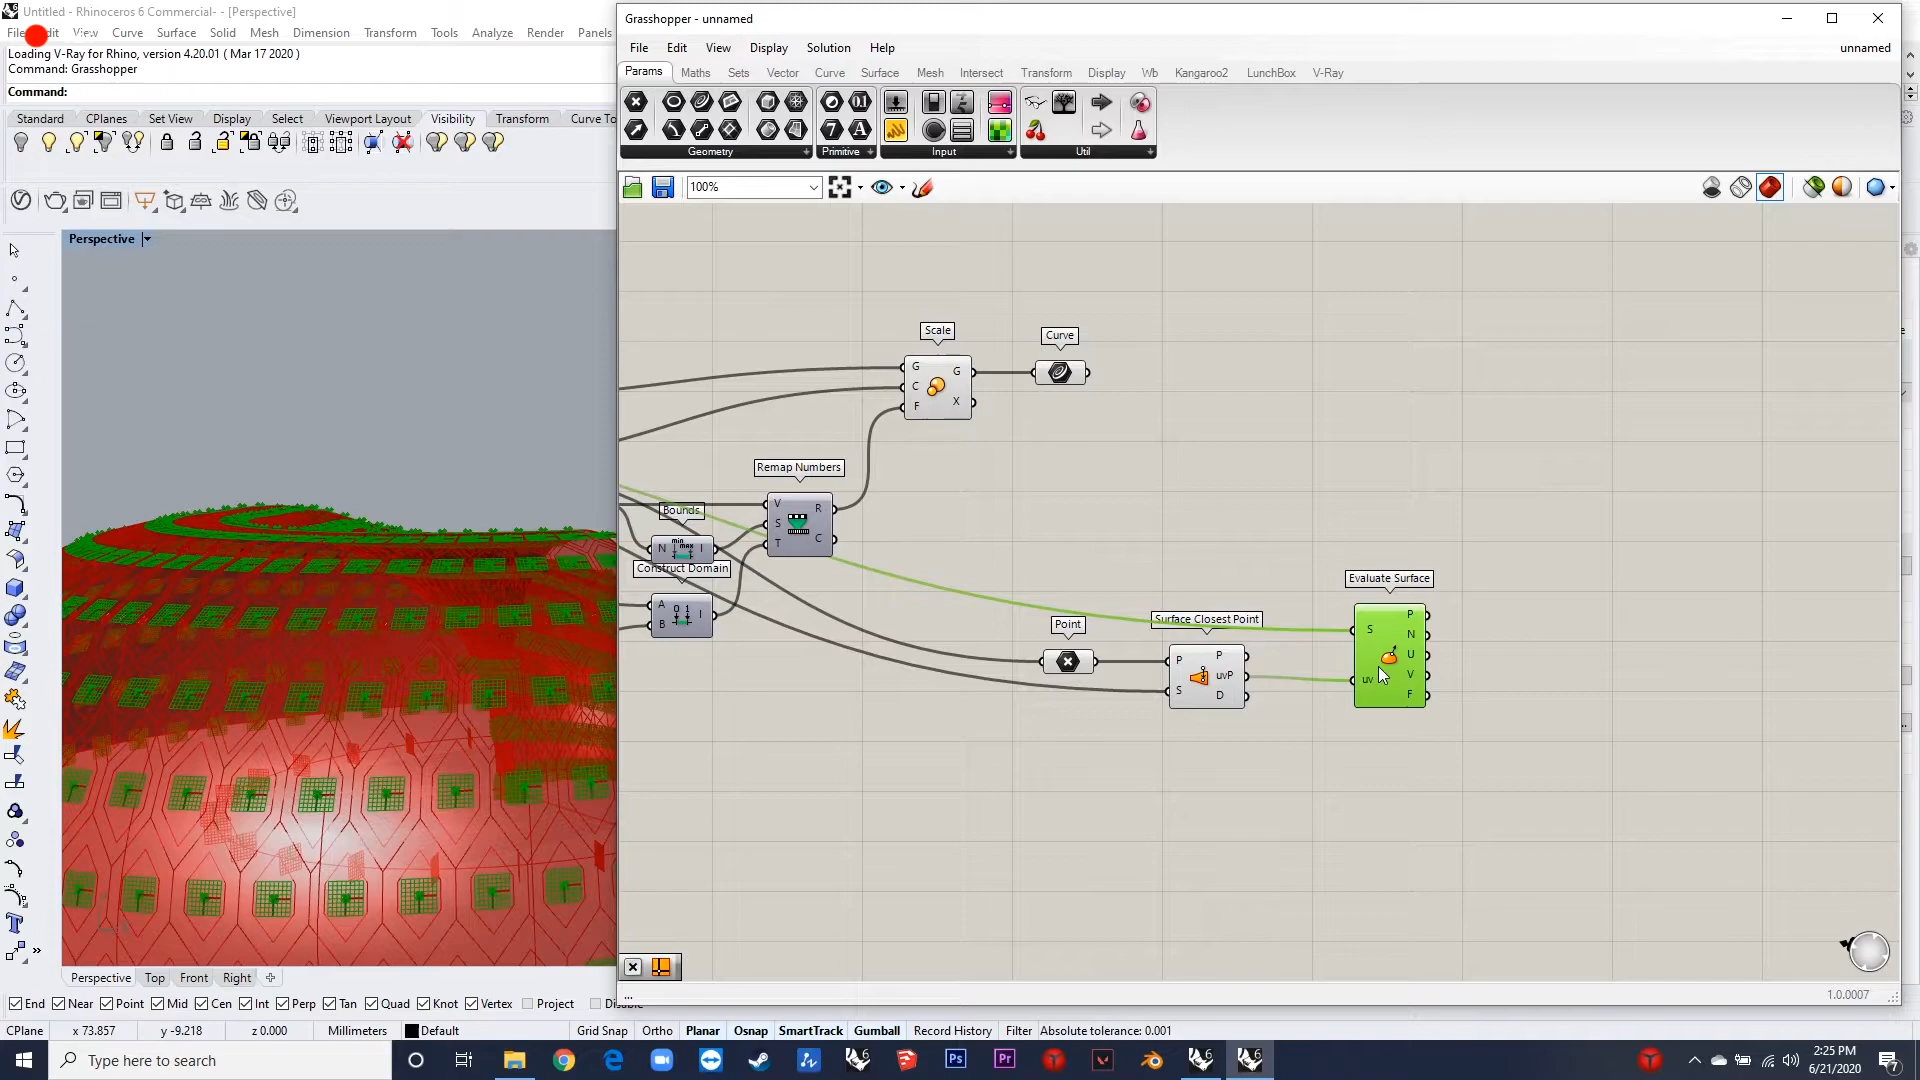 Untitled - Rhinoceros 6 Commercial- - [Perspective]
View Curve Surface Solid Mesh Dimension Transform Tools Analyze Render Panels
Loading V-Ray for Rhino, version 4.20.01 ( Mar 17 2020 )
Command: Grasshopper
Command:
Standard CPlanes Set View Display Select Viewport Layout Visibility Transform Curve To
Perspective
Grasshopper - unnamed
File Edit View Display Solution Help
unnamed
Params Maths Sets Vector Curve Surface Mesh Intersect Transform Display Wb Kangaroo2 LunchBox V-Ray
Geometry Primitive Input Util
100%
Scale
G
C
F
G
X
Curve
Remap Numbers
V
S
T
R
C
Bounds
N
I
Construct Domain
A
B
I
Point
Surface Closest Point
P
S
P
uvP
D
Evaluate Surface
S
uv
P
N
U
V
F
...
1.0.0007
Perspective Top Front Right
End Near Point Mid Cen Int Perp Tan Quad Knot Vertex Project
CPlane x 73.857 y -9.218 z 0.000 Millimeters Default Grid Snap Ortho Planar Osnap SmartTrack Gumball Record History Filter Absolute tolerance: 0.001
Type here to search
2:25 PM
6/21/2020